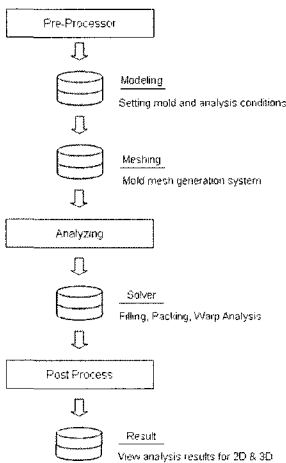 Pre-Processor
Modeling
Setting mold and analysis conditions
Meshing
Mold mesh generation system
Analyzing
Solver
Filling, Packing, Warp Analysis
Post Process
Result
View analysis results for 2D & 3D